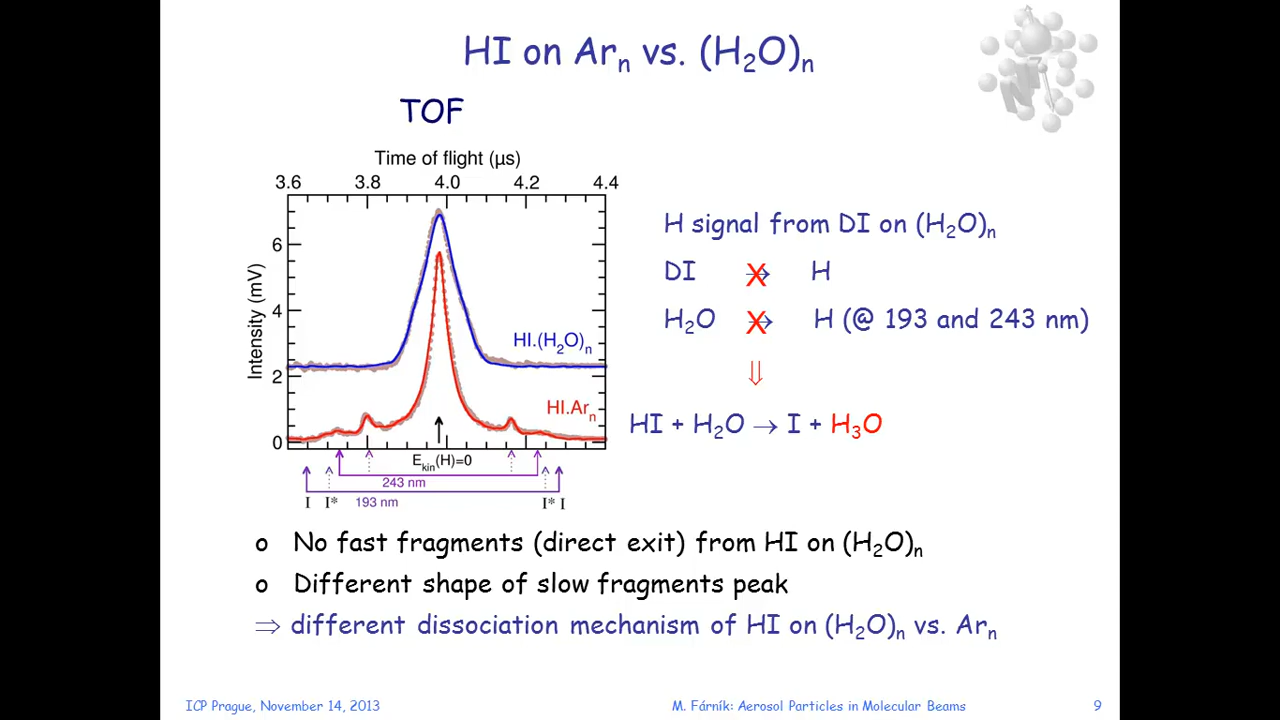 HI on Arₙ vs. (H₂O)ₙ
TOF
Time of flight (µs)
3.6 3.8 4.0 4.2 4.4
Intensity (mV)
6
4
2
0
HI.(H₂O)ₙ
HI.Arₙ
Eₖᵢₙ(H)=0
243 nm
193 nm
I I* I* I
H signal from DI on (H₂O)ₙ
DI X→ H
H₂O X→ H (@ 193 and 243 nm)
⇓
HI + H₂O → I + H₃O
o No fast fragments (direct exit) from HI on (H₂O)ₙ
o Different shape of slow fragments peak
⇒ different dissociation mechanism of HI on (H₂O)ₙ vs. Arₙ
ICP Prague, November 14, 2013
M. Fárník: Aerosol Particles in Molecular Beams
9